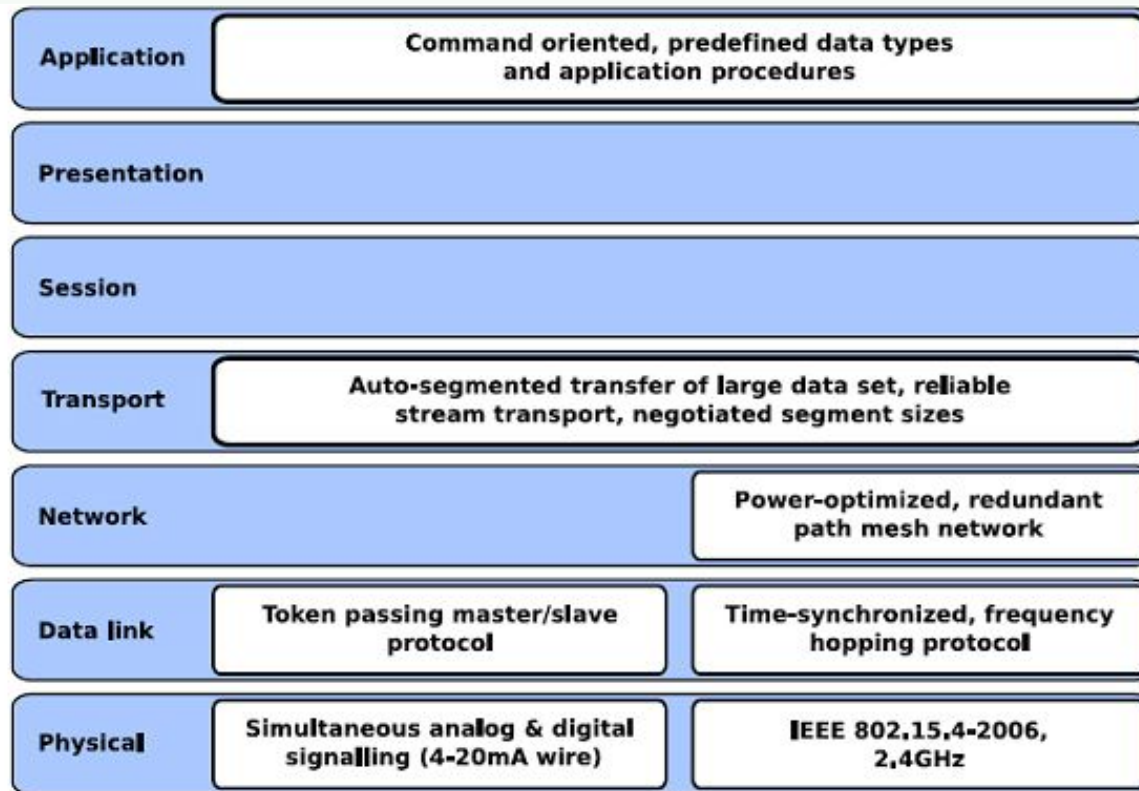 Application
Command oriented, predefined data types
and application procedures
Presentation
Session
Transport
Auto-segmented transfer of large data set, reliable
stream transport, negotiated segment sizes
Network
Power-optimized, redundant
path mesh network
Data link
Token passing master/slave
protocol
Time-synchronized, frequency
hopping protocol
Physical
Simultaneous analog & digital
signalling (4-20mA wire)
IEEE 802.15.4-2006,
2.4GHz